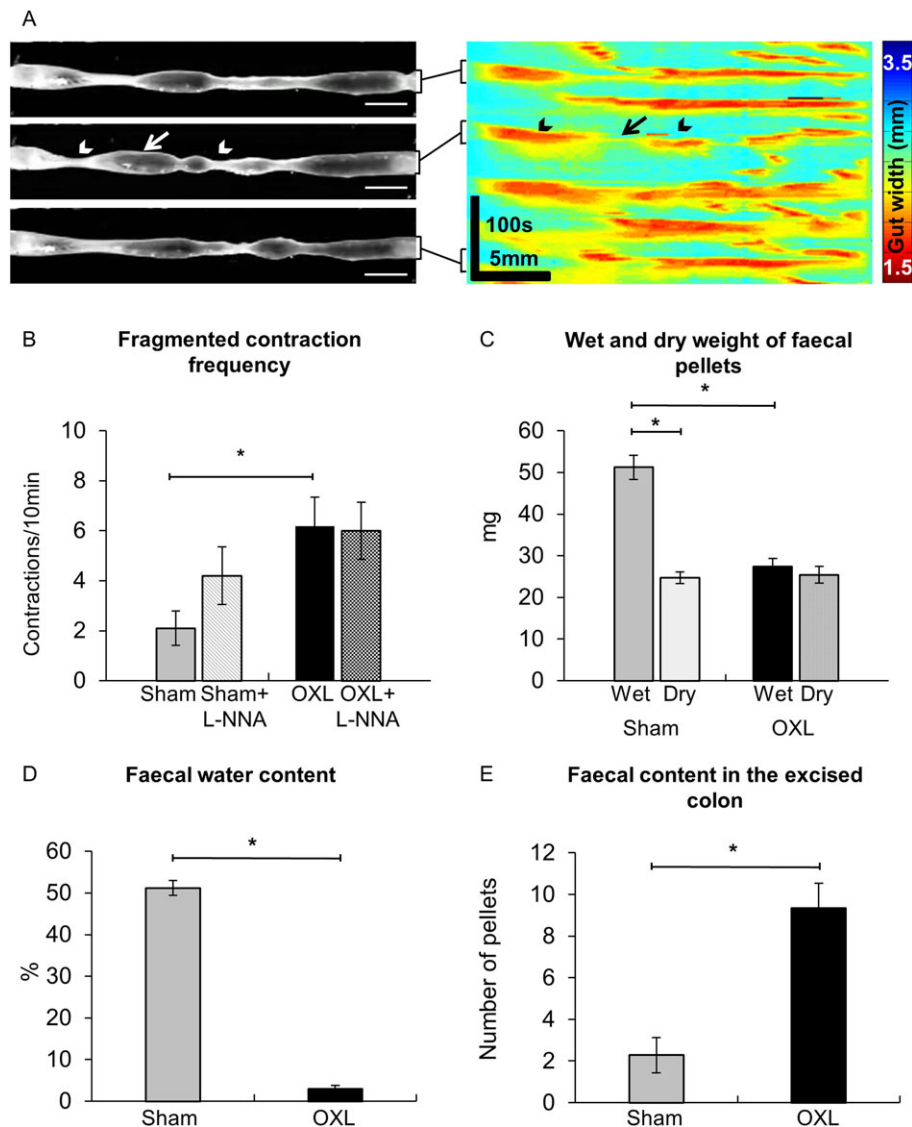 A
3.5
Gut width (mm)
1.5
100s
5mm
B
Fragmented contraction
frequency
Contractions/10min
10
8
6
4
2
0
*
Sham
Sham+
L-NNA
OXL
OXL+
L-NNA
C
Wet and dry weight of faecal
pellets
mg
60
50
40
30
20
10
0
*
*
Wet Dry
Wet Dry
Sham
OXL
D
Faecal water content
%
60
50
40
30
20
10
0
*
Sham
OXL
E
Faecal content in the excised
colon
Number of pellets
12
10
8
6
4
2
0
*
Sham
OXL